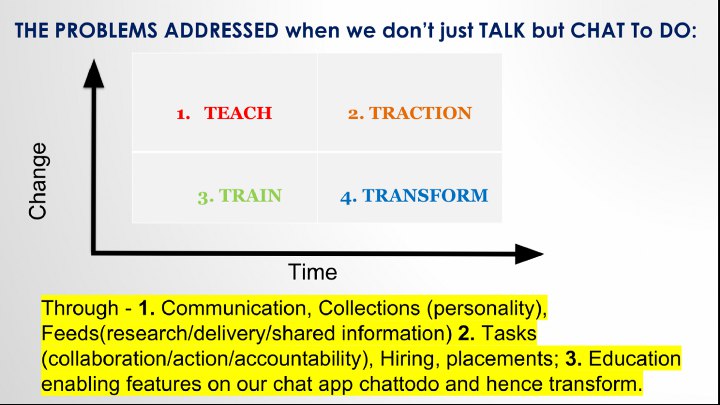 THE PROBLEMS ADDRESSED when we don’t just TALK but CHAT To DO:
1. TEACH
2. TRACTION
3. TRAIN
4. TRANSFORM
Change
Time
Through - 1. Communication, Collections (personality),
Feeds(research/delivery/shared information) 2. Tasks
(collaboration/action/accountability), Hiring, placements; 3. Education
enabling features on our chat app chattodo and hence transform.